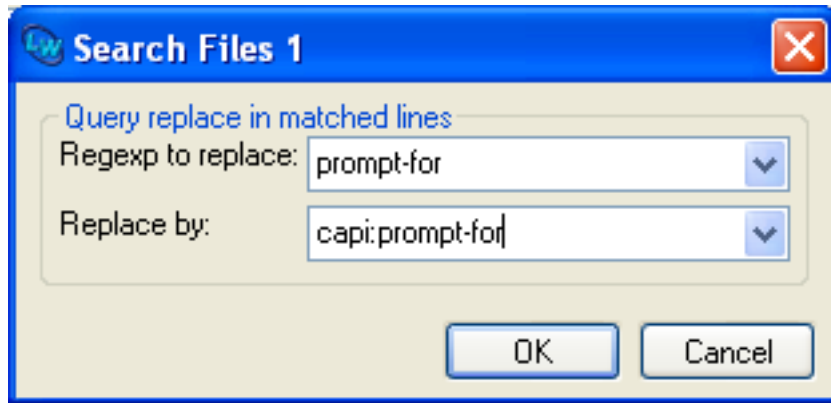 LW Search Files 1
Query replace in matched lines
Regexp to replace: prompt-for
Replace by: capi:prompt-for
OK Cancel